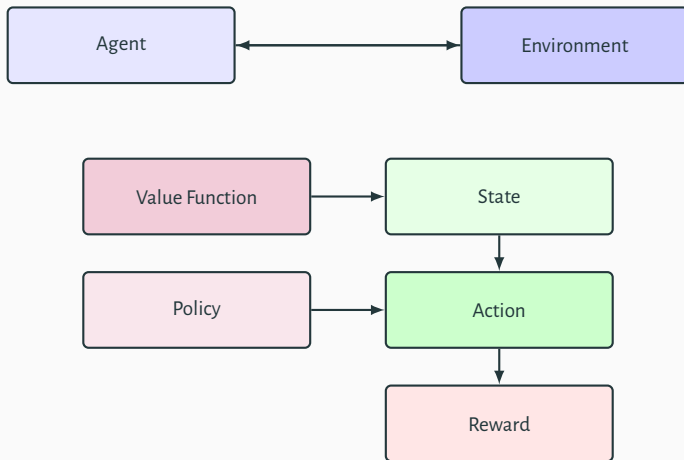 Agent
Environment
Value Function
State
Policy
Action
Reward